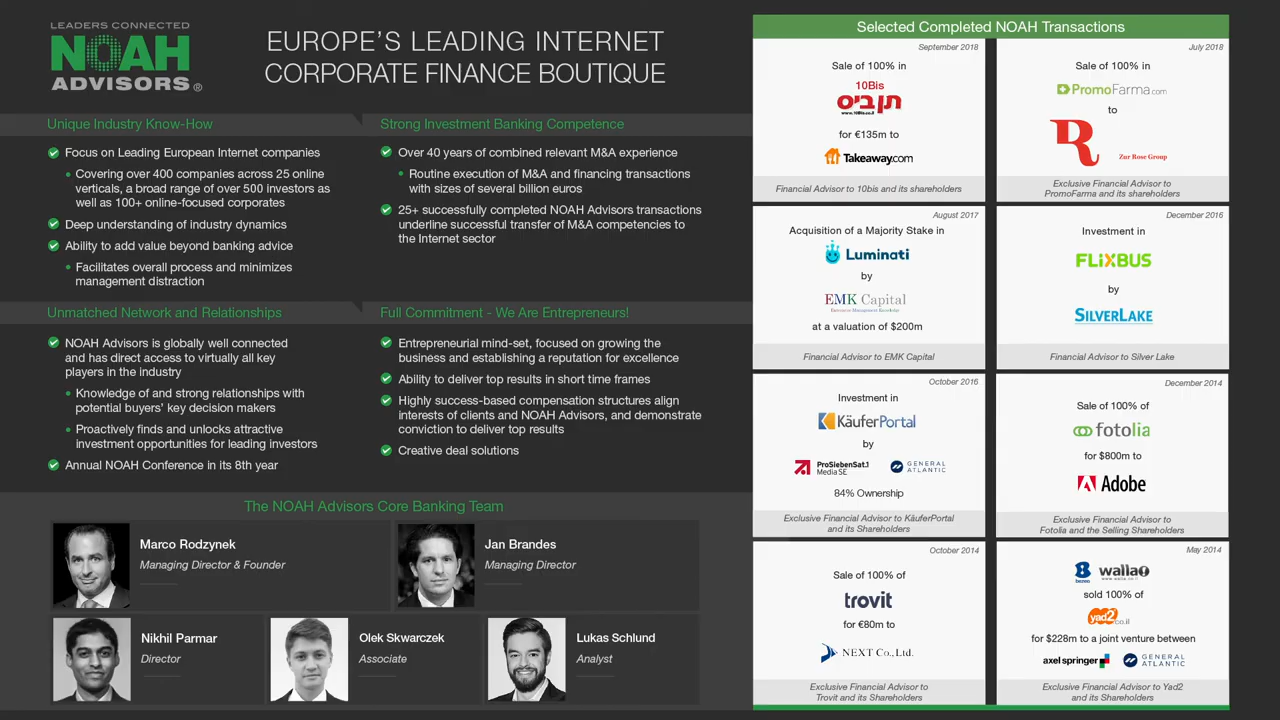 LEADERS CONNECTED
NOAH
ADVISORS®
EUROPE'S LEADING INTERNET
CORPORATE FINANCE BOUTIQUE
Unique Industry Know-How
Focus on Leading European Internet companies
Covering over 400 companies across 25 online
verticals, a broad range of over 500 investors as
well as 100+ online-focused corporates
Deep understanding of industry dynamics
Ability to add value beyond banking advice
Facilitates overall process and minimizes
management distraction
Strong Investment Banking Competence
Over 40 years of combined relevant M&A experience
Routine execution of M&A and financing transactions
with sizes of several billion euros
25+ successfully completed NOAH Advisors transactions
underline successful transfer of M&A competencies to
the Internet sector
Unmatched Network and Relationships
NOAH Advisors is globally well connected
and has direct access to virtually all key
players in the industry
Knowledge of and strong relationships with
potential buyers' key decision makers
Proactively finds and unlocks attractive
investment opportunities for leading investors
Annual NOAH Conference in its 8th year
Full Commitment - We Are Entrepreneurs!
Entrepreneurial mind-set, focused on growing the
business and establishing a reputation for excellence
Ability to deliver top results in short time frames
Highly success-based compensation structures align
interests of clients and NOAH Advisors, and demonstrate
conviction to deliver top results
Creative deal solutions
The NOAH Advisors Core Banking Team
Marco Rodzynek
Managing Director & Founder
Jan Brandes
Managing Director
Nikhil Parmar
Director
Olek Skwarczek
Associate
Lukas Schlund
Analyst
Selected Completed NOAH Transactions
September 2018
Sale of 100% in
10Bis
תן ביס
www.10Bis.co.il
for €135m to
Takeaway.com
Financial Advisor to 10bis and its shareholders
July 2018
Sale of 100% in
PromoFarma.com
to
R
Zur Rose Group
Exclusive Financial Advisor to
PromoFarma and its shareholders
August 2017
Acquisition of a Majority Stake in
Luminati
by
EMK Capital
Executive Management Knowledge
at a valuation of $200m
Financial Advisor to EMK Capital
December 2016
Investment in
FLiXBUS
by
SILVERLAKE
Financial Advisor to Silver Lake
October 2016
Investment in
KäuferPortal
by
ProSiebenSat.1
Media SE
GENERAL
ATLANTIC
84% Ownership
Exclusive Financial Advisor to KäuferPortal
and its Shareholders
December 2014
Sale of 100% of
fotolia
for $800m to
Adobe
Exclusive Financial Advisor to
Fotolia and the Selling Shareholders
October 2014
Sale of 100% of
trovit
for €80m to
NEXT Co.,Ltd.
Exclusive Financial Advisor to
Trovit and its Shareholders
May 2014
walla
www.walla.co.il
sold 100% of
yad2
co.il
for $228m to a joint venture between
axel springer
GENERAL
ATLANTIC
Exclusive Financial Advisor to Yad2
and its Shareholders